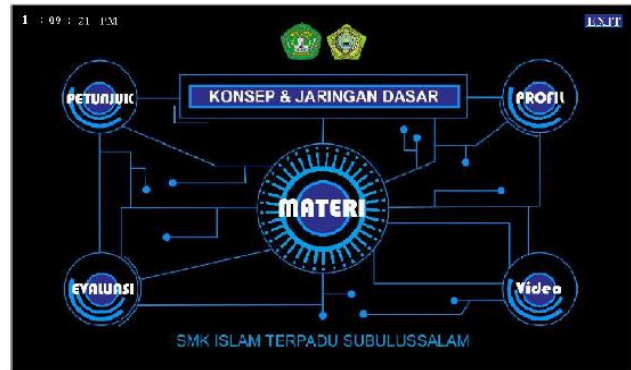 1 : 09 : 21 PM
EXIT
PETUNJUK
KONSEP & JARINGAN DASAR
PROFIL
MATERI
EVALUASI
Video
SMK ISLAM TERPADU SUBULUSSALAM